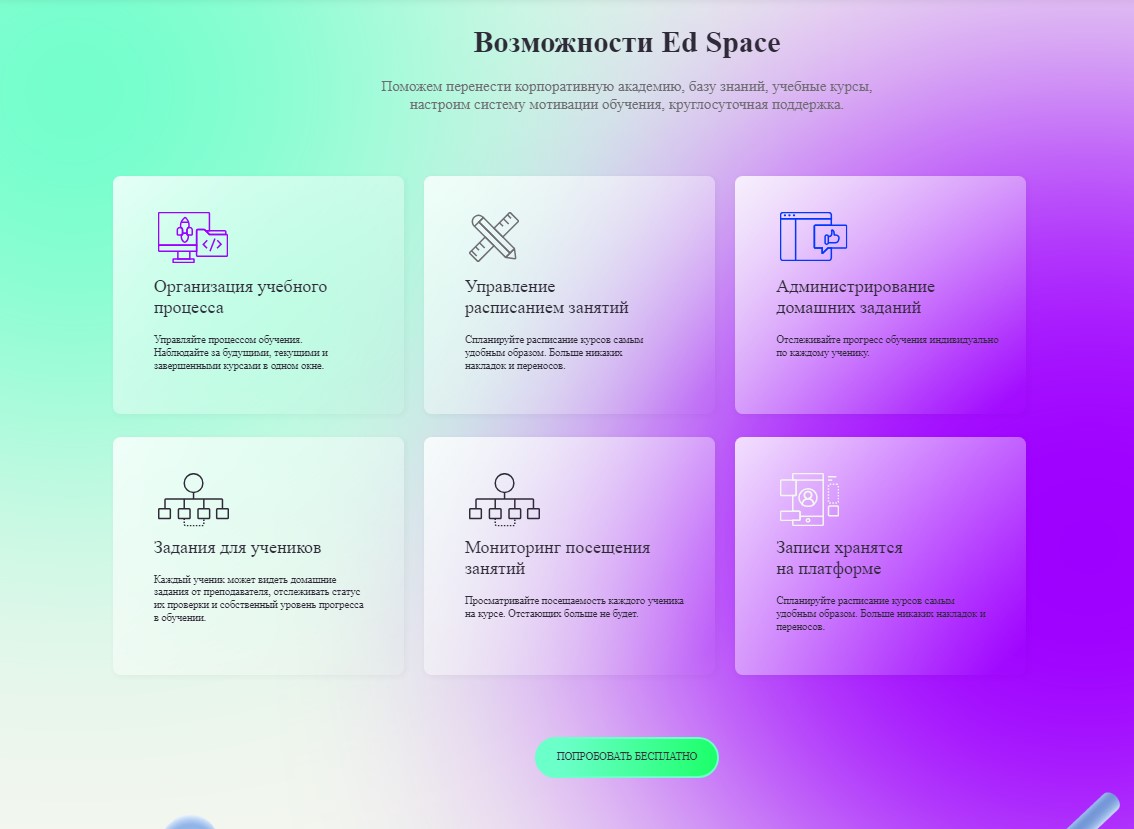 Возможности Ed Space
Поможем перенести корпоративную академию, базу знаний, учебные курсы,
настроим систему мотивации обучения, круглосуточная поддержка.
Организация учебного
процесса
Управляйте процессом обучения.
Наблюдайте за будущими, текущими и
завершенными курсами в одном окне.
Управление
расписанием занятий
Спланируйте расписание курсов самым
удобным образом. Больше никаких
накладок и переносов.
Администрирование
домашних заданий
Отслеживайте прогресс обучения индивидуально
по каждому ученику.
Задания для учеников
Каждый ученик может видеть домашние
задания от преподавателя, отслеживать статус
их проверки и собственный уровень прогресса
в обучении.
Мониторинг посещения
занятий
Просматривайте посещаемость каждого ученика
на курсе. Отстающих больше не будет.
Записи хранятся
на платформе
Спланируйте расписание курсов самым
удобным образом. Больше никаких накладок и
переносов.
ПОПРОБОВАТЬ БЕСПЛАТНО